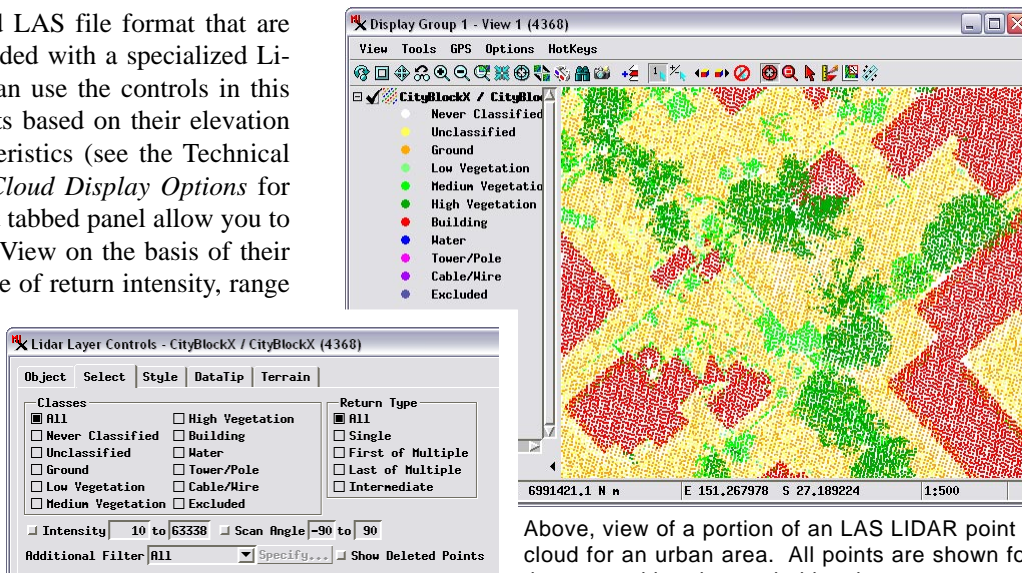 d LAS file format that are
ded with a specialized Li-
an use the controls in this
ts based on their elevation
eristics (see the Technical
Cloud Display Options for
tabbed panel allow you to
View on the basis of their
e of return intensity, range
Display Group 1 - View 1 (4368)
View Tools GPS Options HotKeys
CityBlockX / CityBlo
Never Classified
Unclassified
Ground
Low Vegetation
Medium Vegetatio
High Vegetation
Building
Water
Tower/Pole
Cable/Wire
Excluded
6991421.1 N m E 151.267978 S 27.189224 1:500
Lidar Layer Controls - CityBlockX / CityBlockX (4368)
Object Select Style DataTip Terrain
Classes
All High Vegetation
Never Classified Building
Unclassified Water
Ground Tower/Pole
Low Vegetation Cable/Wire
Medium Vegetation Excluded
Return Type
All
Single
First of Multiple
Last of Multiple
Intermediate
Intensity 10 to 63338 Scan Angle -90 to 90
Additional Filter All Specify... Show Deleted Points
Above, view of a portion of an LAS LIDAR point
cloud for an urban area. All points are shown fo